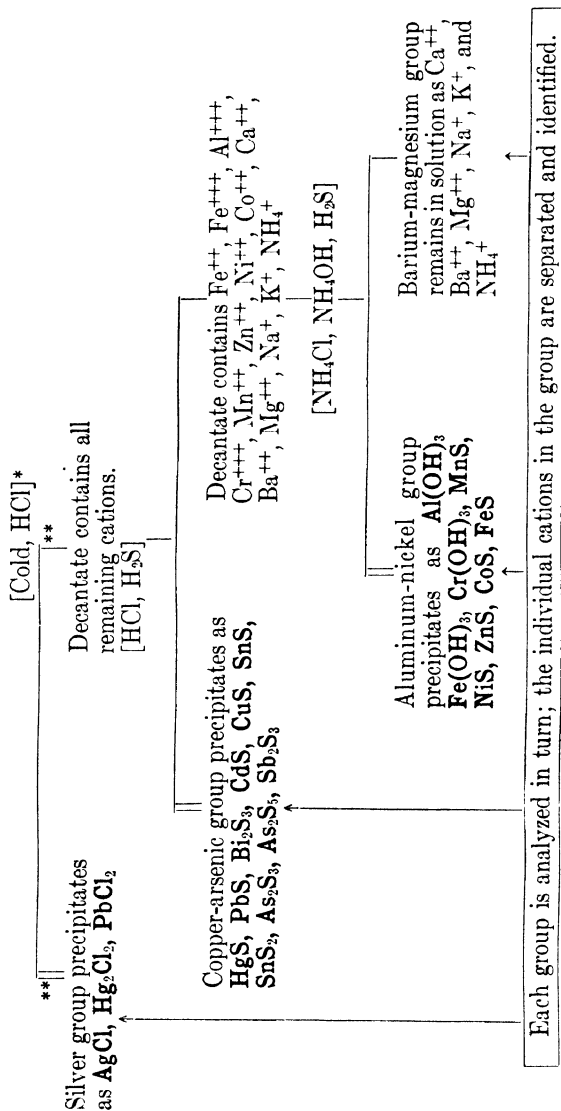 [Cold, HCl]*
**
**
Silver group precipitates
as AgCl, Hg₂Cl₂, PbCl₂
Decantate contains all
remaining cations.
[HCl, H₂S]
Copper-arsenic group precipitates as
HgS, PbS, Bi₂S₃, CdS, CuS, SnS,
SnS₂, As₂S₃, As₂S₅, Sb₂S₃
Decantate contains Fe⁺⁺, Fe⁺⁺⁺, Al⁺⁺⁺,
Cr⁺⁺⁺, Mn⁺⁺, Zn⁺⁺, Ni⁺⁺, Co⁺⁺, Ca⁺⁺,
Ba⁺⁺, Mg⁺⁺, Na⁺, K⁺, NH₄⁺
[NH₄Cl, NH₄OH, H₂S]
Aluminum-nickel group
precipitates as Al(OH)₃
Fe(OH)₃, Cr(OH)₃, MnS,
NiS, ZnS, CoS, FeS
Barium-magnesium group
remains in solution as Ca⁺⁺,
Ba⁺⁺, Mg⁺⁺, Na⁺, K⁺, and
NH₄⁺
Each group is analyzed in turn; the individual cations in the group are separated and identified.